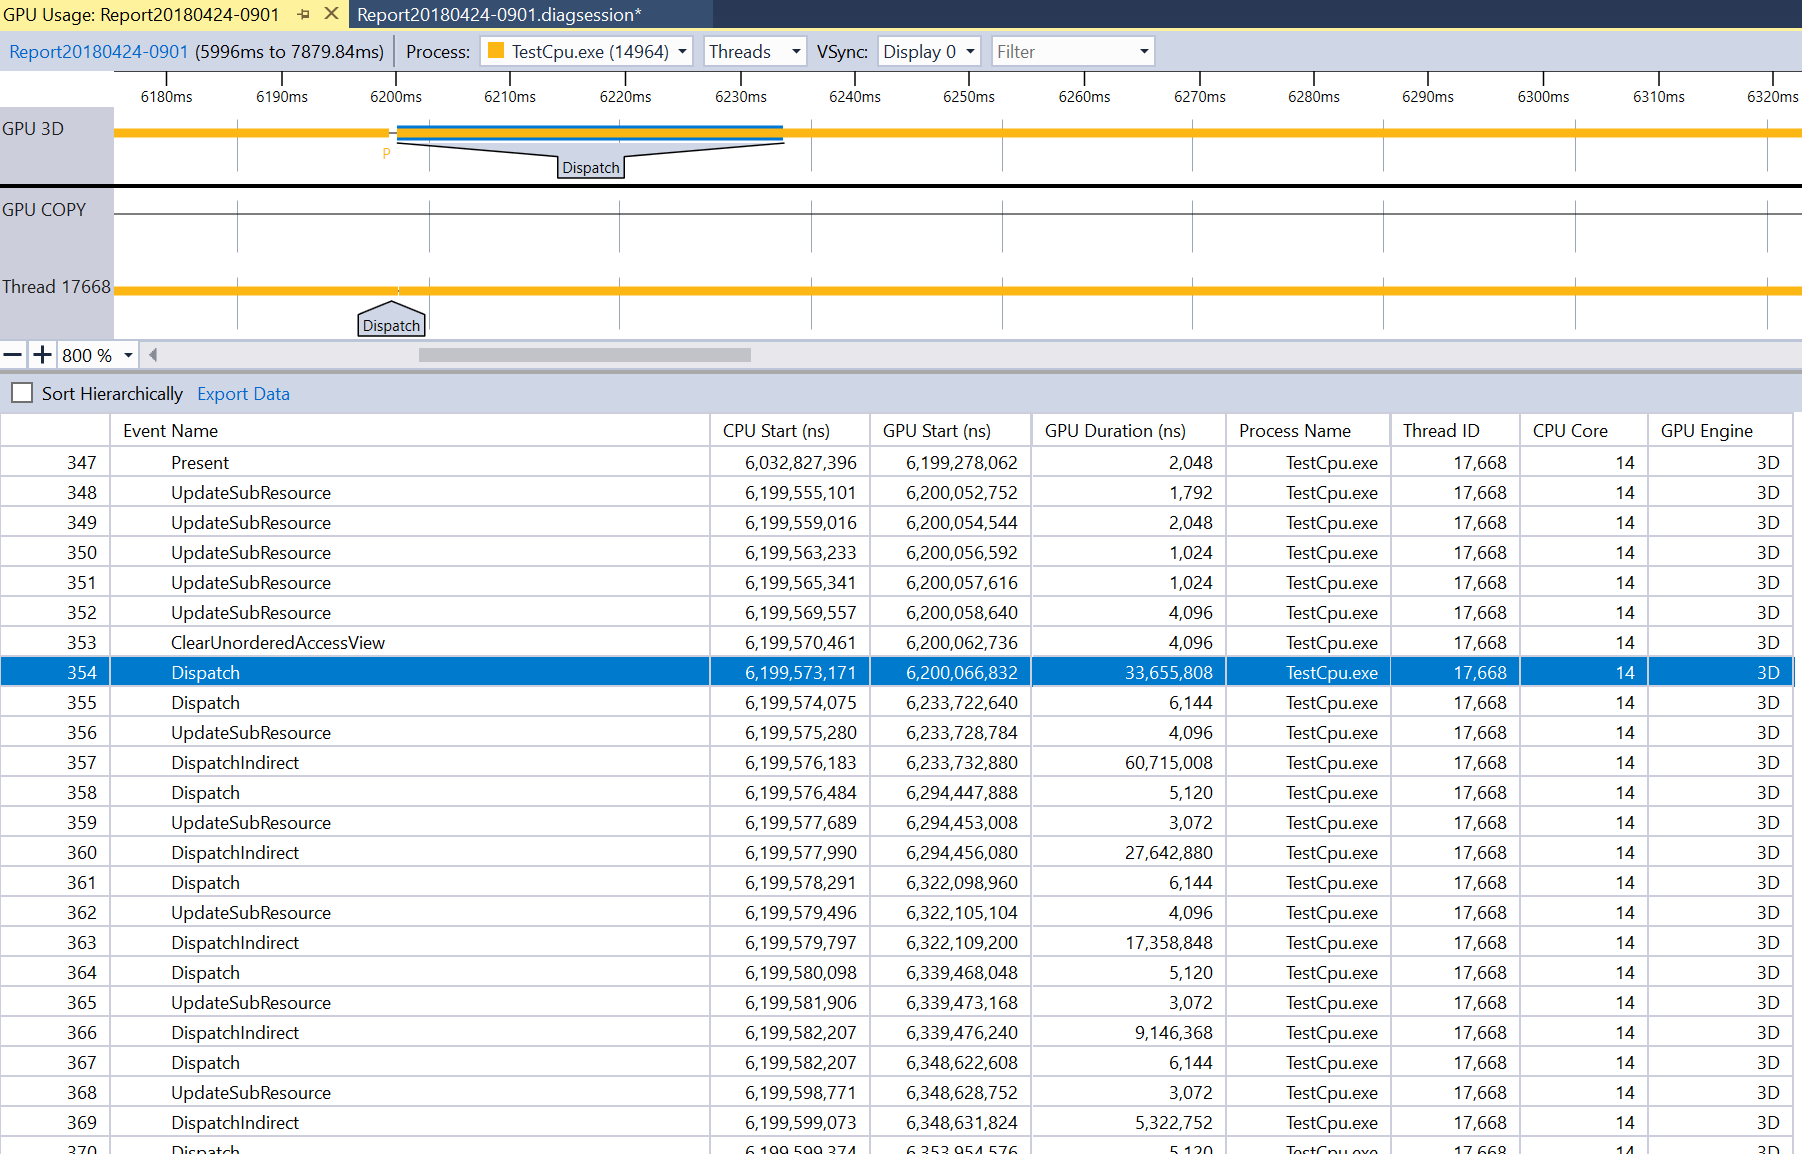 GPU Usage: Report20180424-0901 Report20180424-0901.diagsession*
Report20180424-0901 (5996ms to 7879.84ms) Process: TestCpu.exe (14964) Threads VSync: Display 0 Filter
6180ms 6190ms 6200ms 6210ms 6220ms 6230ms 6240ms 6250ms 6260ms 6270ms 6280ms 6290ms 6300ms 6310ms 6320ms
GPU 3D
P
Dispatch
GPU COPY
Thread 17668
Dispatch
800 %
Sort Hierarchically Export Data
Event Name CPU Start (ns) GPU Start (ns) GPU Duration (ns) Process Name Thread ID CPU Core GPU Engine
347 Present 6,032,827,396 6,199,278,062 2,048 TestCpu.exe 17,668 14 3D
348 UpdateSubResource 6,199,555,101 6,200,052,752 1,792 TestCpu.exe 17,668 14 3D
349 UpdateSubResource 6,199,559,016 6,200,054,544 2,048 TestCpu.exe 17,668 14 3D
350 UpdateSubResource 6,199,563,233 6,200,056,592 1,024 TestCpu.exe 17,668 14 3D
351 UpdateSubResource 6,199,565,341 6,200,057,616 1,024 TestCpu.exe 17,668 14 3D
352 UpdateSubResource 6,199,569,557 6,200,058,640 4,096 TestCpu.exe 17,668 14 3D
353 ClearUnorderedAccessView 6,199,570,461 6,200,062,736 4,096 TestCpu.exe 17,668 14 3D
354 Dispatch 6,199,573,171 6,200,066,832 33,655,808 TestCpu.exe 17,668 14 3D
355 Dispatch 6,199,574,075 6,233,722,640 6,144 TestCpu.exe 17,668 14 3D
356 UpdateSubResource 6,199,575,280 6,233,728,784 4,096 TestCpu.exe 17,668 14 3D
357 DispatchIndirect 6,199,576,183 6,233,732,880 60,715,008 TestCpu.exe 17,668 14 3D
358 Dispatch 6,199,576,484 6,294,447,888 5,120 TestCpu.exe 17,668 14 3D
359 UpdateSubResource 6,199,577,689 6,294,453,008 3,072 TestCpu.exe 17,668 14 3D
360 DispatchIndirect 6,199,577,990 6,294,456,080 27,642,880 TestCpu.exe 17,668 14 3D
361 Dispatch 6,199,578,291 6,322,098,960 6,144 TestCpu.exe 17,668 14 3D
362 UpdateSubResource 6,199,579,496 6,322,105,104 4,096 TestCpu.exe 17,668 14 3D
363 DispatchIndirect 6,199,579,797 6,322,109,200 17,358,848 TestCpu.exe 17,668 14 3D
364 Dispatch 6,199,580,098 6,339,468,048 5,120 TestCpu.exe 17,668 14 3D
365 UpdateSubResource 6,199,581,906 6,339,473,168 3,072 TestCpu.exe 17,668 14 3D
366 DispatchIndirect 6,199,582,207 6,339,476,240 9,146,368 TestCpu.exe 17,668 14 3D
367 Dispatch 6,199,582,207 6,348,622,608 6,144 TestCpu.exe 17,668 14 3D
368 UpdateSubResource 6,199,598,771 6,348,628,752 3,072 TestCpu.exe 17,668 14 3D
369 DispatchIndirect 6,199,599,073 6,348,631,824 5,322,752 TestCpu.exe 17,668 14 3D
370 Dispatch 6,199,599,374 6,353,954,576 5,120 TestCpu.exe 17,668 14 3D